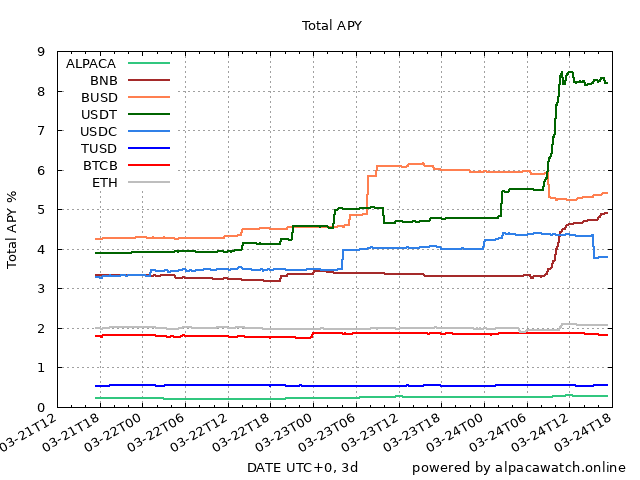 Total APY
Total APY %
9
8
7
6
5
4
3
2
1
0
ALPACA
BNB
BUSD
USDT
USDC
TUSD
BTCB
ETH
03-21T12
03-21T18
03-22T00
03-22T06
03-22T12
03-22T18
03-23T00
03-23T06
03-23T12
03-23T18
03-24T00
03-24T06
03-24T12
03-24T18
DATE UTC+0, 3d
powered by alpacawatch.online